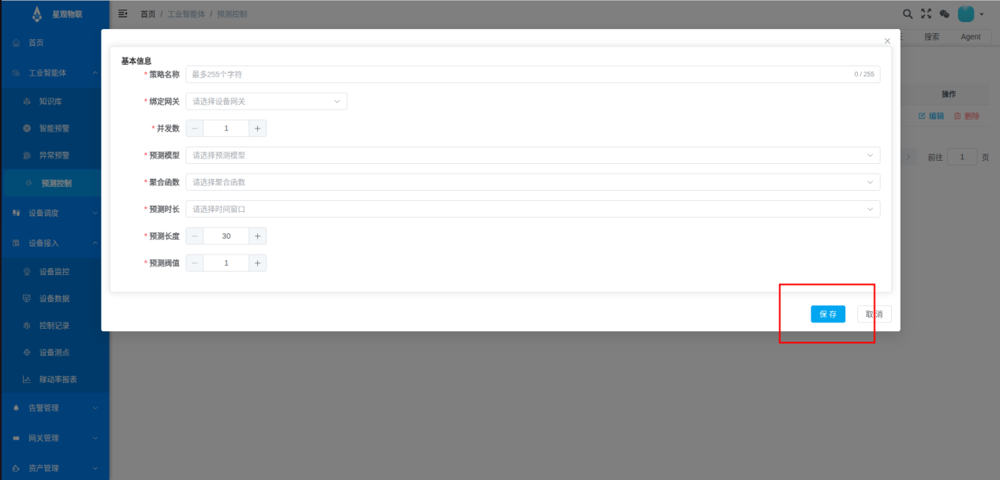 星观物联
首页 / 工业智能体 / 预测控制
首页
工业智能体
知识库
智能预警
异常预警
预测控制
设备调度
设备接入
设备监控
设备数据
控制记录
设备测点
稼动率报表
告警管理
网关管理
资产管理
搜索 Agent
操作
编辑 删除
前往 1 页
基本信息
* 策略名称 最多255个字符 0 / 255
* 绑定网关 请选择设备网关
* 并发数 1
* 预测模型 请选择预测模型
* 聚合函数 请选择聚合函数
* 预测时长 请选择时间窗口
* 预测长度 30
* 预测阀值 1
保存 取消